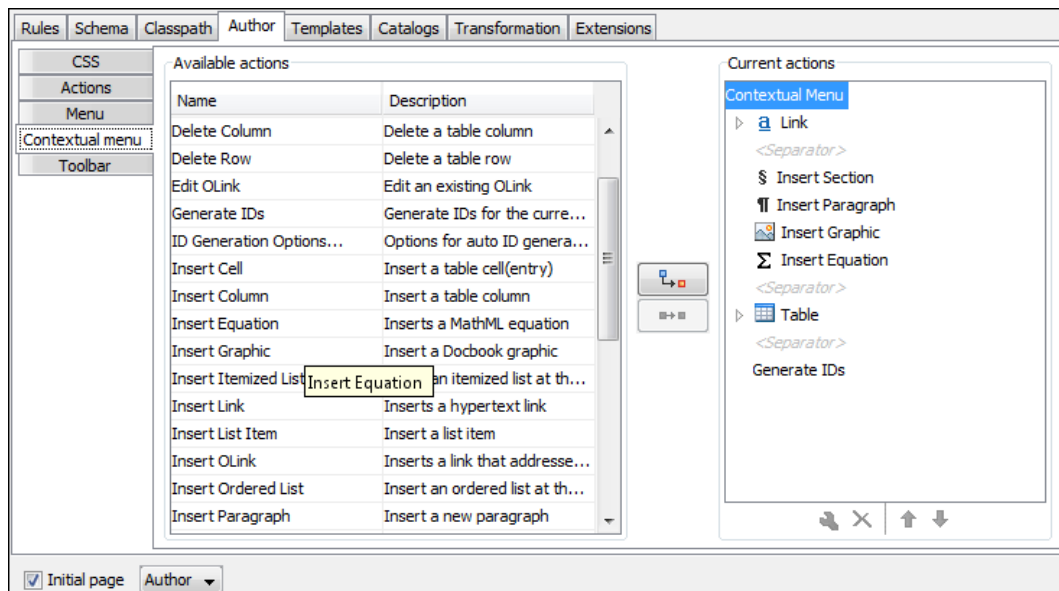 Rules Schema Classpath Author Templates Catalogs Transformation Extensions
CSS
Actions
Menu
Contextual menu
Toolbar
Available actions
Name Description
Delete Column Delete a table column
Delete Row Delete a table row
Edit OLink Edit an existing OLink
Generate IDs Generate IDs for the curre...
ID Generation Options... Options for auto ID genera...
Insert Cell Insert a table cell(entry)
Insert Column Insert a table column
Insert Equation Inserts a MathML equation
Insert Graphic Insert a Docbook graphic
Insert Itemized List an itemized list at th...
Insert Equation
Insert Link Inserts a hypertext link
Insert List Item Insert a list item
Insert OLink Inserts a link that addresse...
Insert Ordered List Insert an ordered list at th...
Insert Paragraph Insert a new paragraph
Current actions
Contextual Menu
a Link
<Separator>
§ Insert Section
¶ Insert Paragraph
Insert Graphic
Σ Insert Equation
<Separator>
Table
<Separator>
Generate IDs
Initial page Author